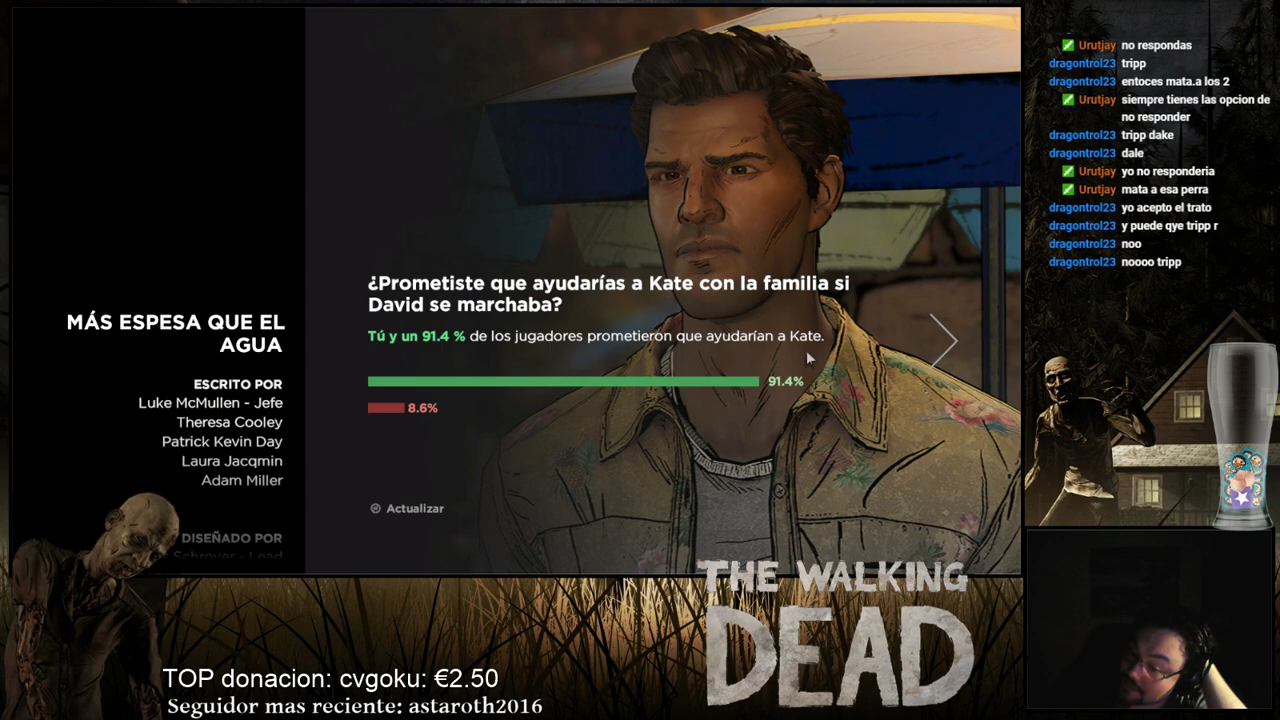 MÁS ESPESA QUE EL
AGUA
ESCRITO POR
Luke McMullen - Jefe
Theresa Cooley
Patrick Kevin Day
Laura Jacqmin
Adam Miller
DISEÑADO POR
Schroyer - Lead
¿Prometiste que ayudarías a Kate con la familia si
David se marchaba?
Tú y un 91.4 % de los jugadores prometieron que ayudarían a Kate.
91.4%
8.6%
Actualizar
THE WALKING
DEAD
TOP donacion: cvgoku: €2.50
Seguidor mas reciente: astaroth2016
Urutjay no respondas
dragontrol23 tripp
dragontrol23 entoces mata.a los 2
Urutjay siempre tienes las opcion de
no responder
dragontrol23 tripp dake
dragontrol23 dale
Urutjay yo no responderia
Urutjay mata a esa perra
dragontrol23 yo acepto el trato
dragontrol23 y puede qye tripp r
dragontrol23 noo
dragontrol23 noooo tripp